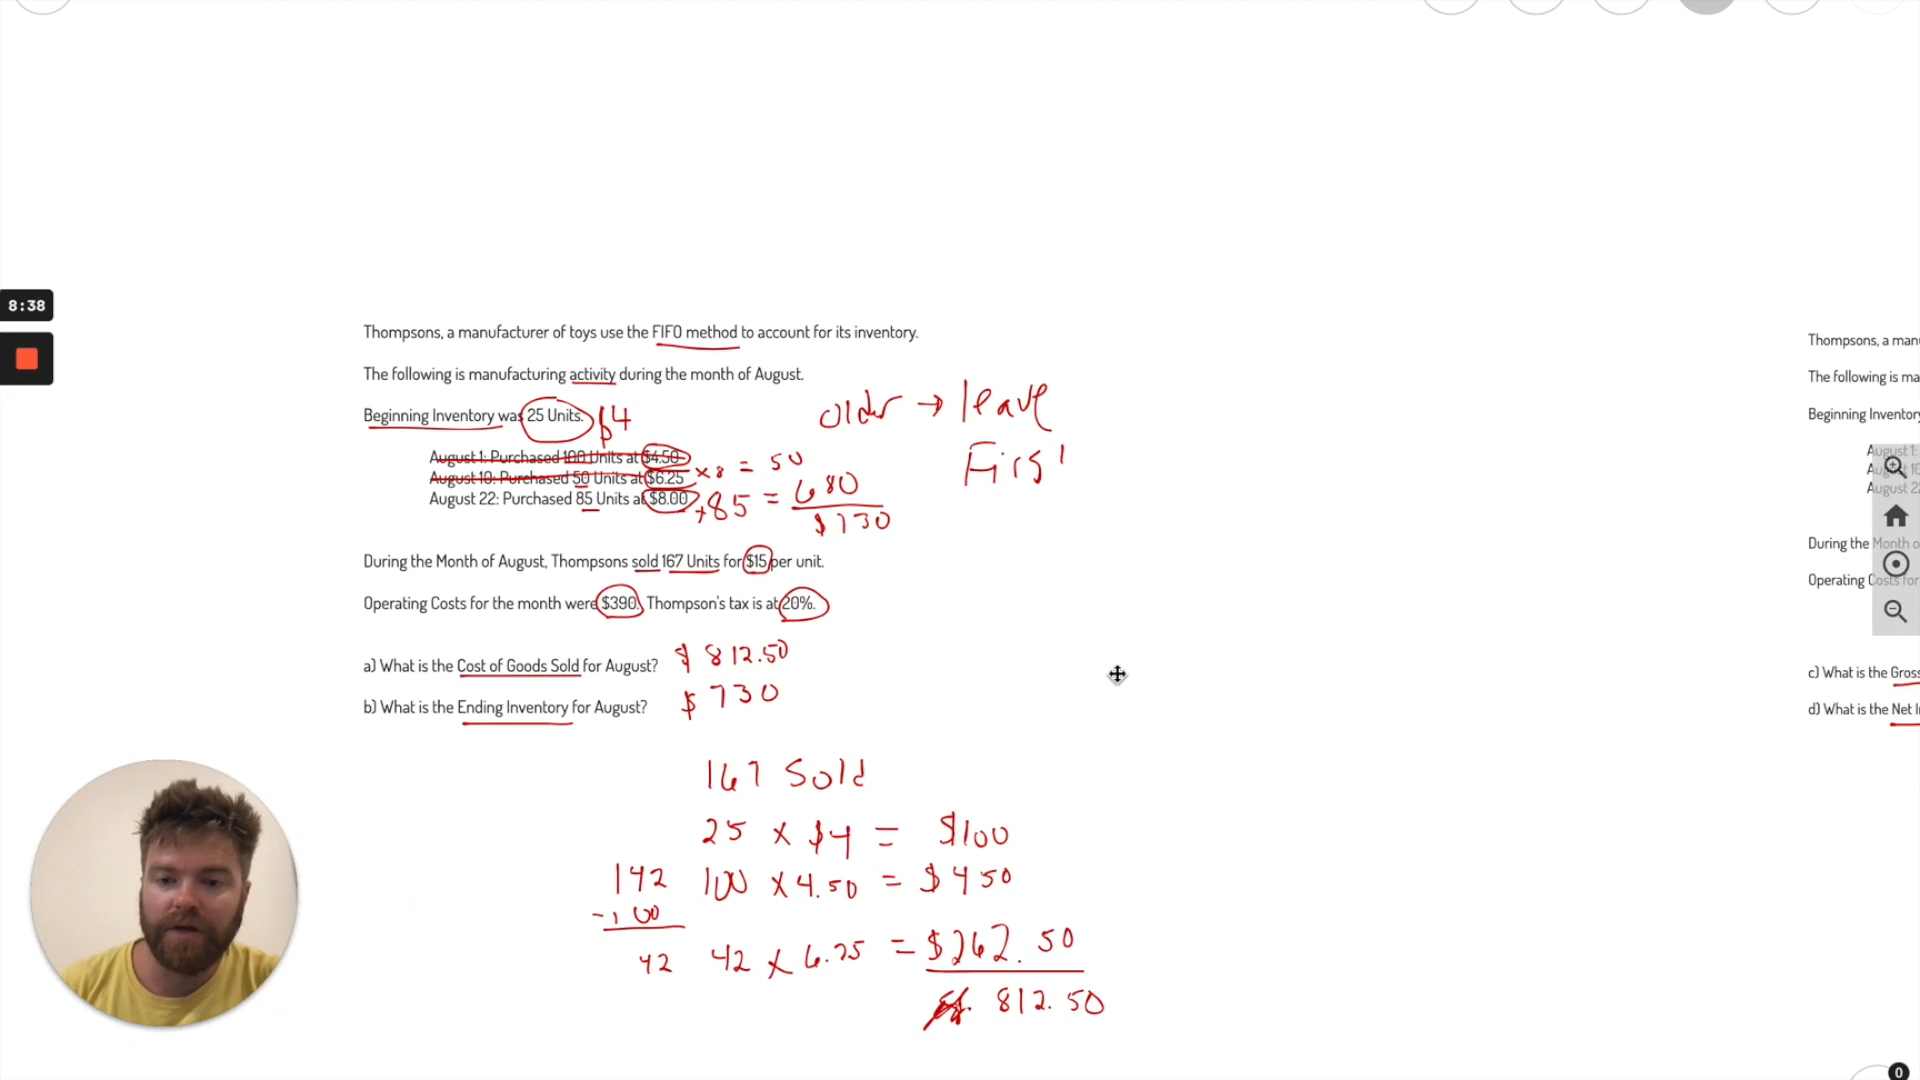 8:38
Thompsons, a manufacturer of toys use the FIFO method to account for its inventory.
The following is manufacturing activity during the month of August.
Beginning Inventory was 25 Units. $4
older → leave
First
August 1: Purchased 100 Units at $4.50
August 10: Purchased 50 Units at $6.25 x 8 = 50
August 22: Purchased 85 Units at $8.00 x 85 = 680
$730
During the Month of August, Thompsons sold 167 Units for $15 per unit.
Operating Costs for the month were $390. Thompson's tax is at 20%.
a) What is the Cost of Goods Sold for August? $812.50
b) What is the Ending Inventory for August? $730
167 Sold
25 x $4 = $100
142 100 x 4.50 = $450
-100
42 42 x 6.25 = $262.50
812.50
Thompsons, a man
The following is ma
Beginning Inventory
August 1:
August 10
August 22
During the Month o
Operating Costs for
c) What is the Gross
d) What is the Net I
0